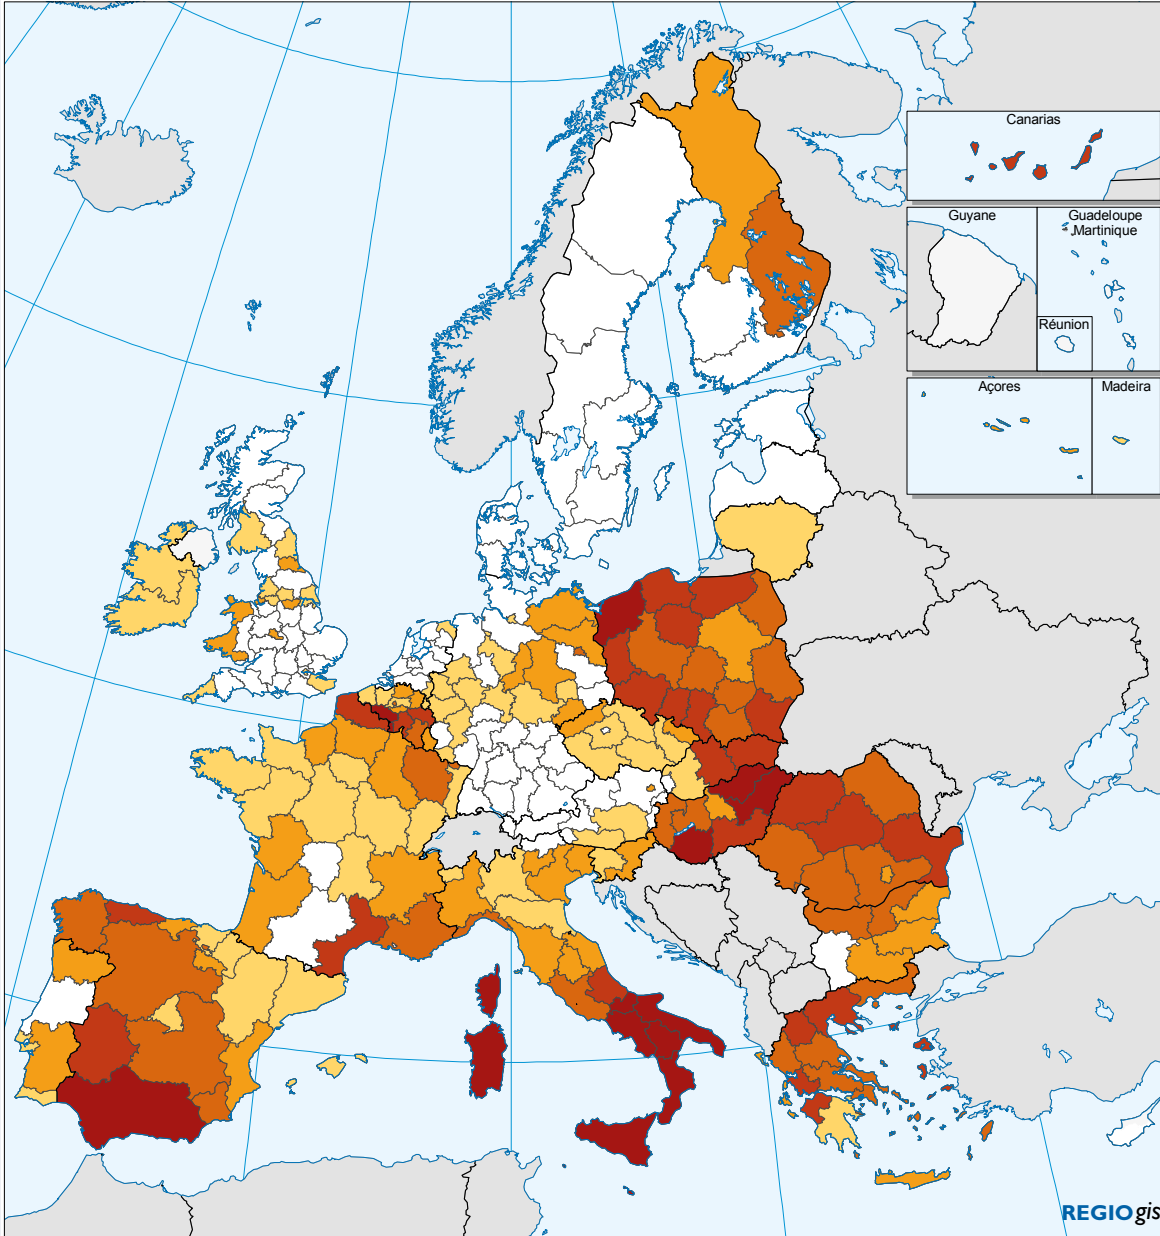 Canarias
Guyane
Guadeloupe
Martinique
Réunion
Açores
Madeira
REGIOgis